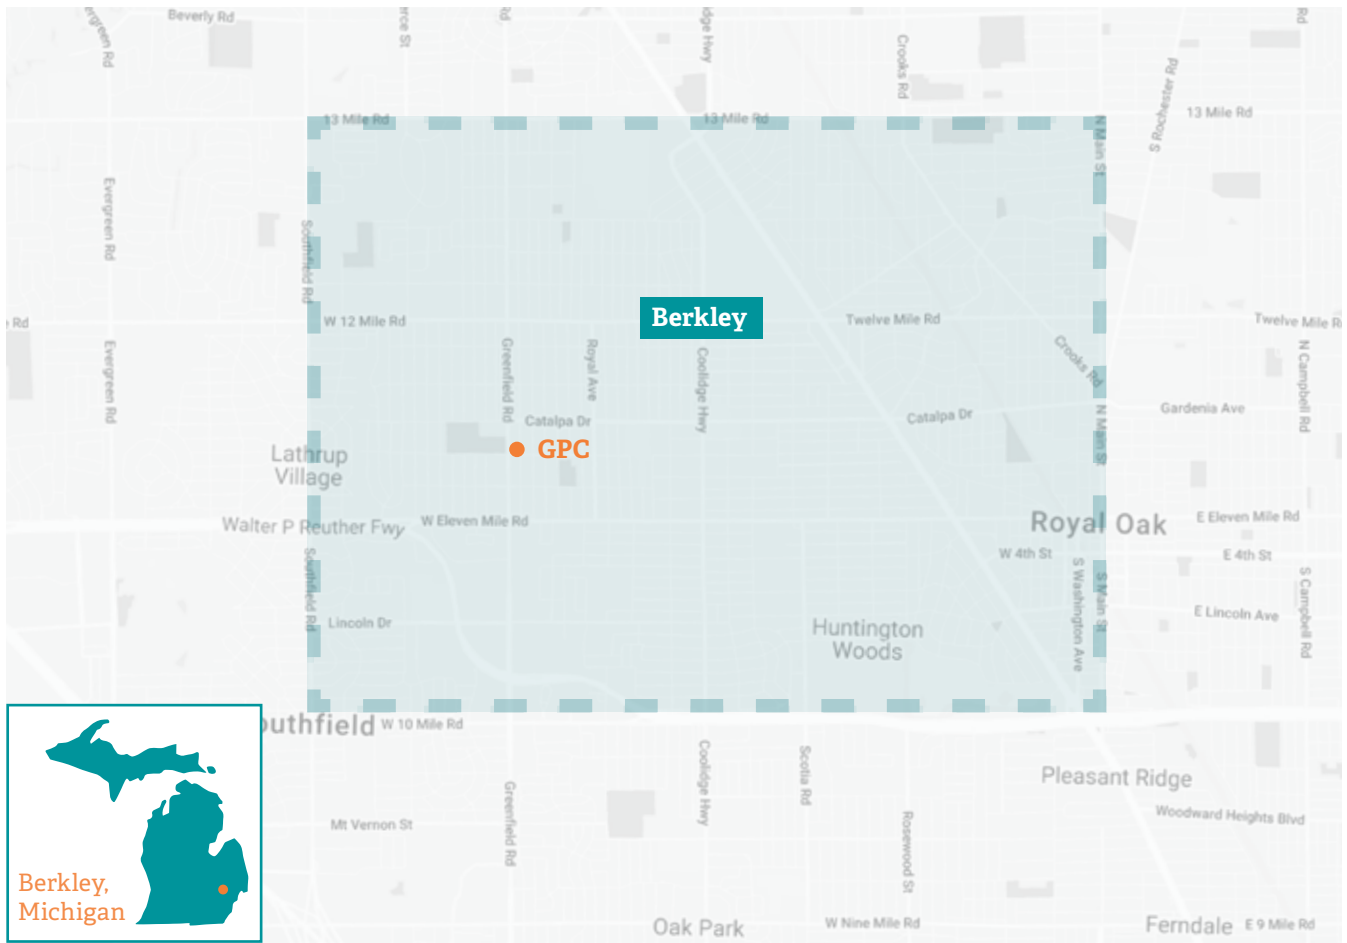 Beverly Rd
Evergreen Rd
13 Mile Rd
13 Mile Rd
13 Mile Rd
Crooks Rd
N Main St
S Rochester Rd
Evergreen Rd
Southfield Rd
Berkley
W 12 Mile Rd
Twelve Mile Rd
Evergreen Rd
Greenfield Rd
Royal Ave
Coolidge Hwy
Crooks Rd
N Campbell Rd
Catalpa Dr
Catalpa Dr
N Main St
Gardenia Ave
GPC
Lathrup
Village
Walter P Reuther Fwy
W Eleven Mile Rd
Royal Oak
E Eleven Mile Rd
W 4th St
E 4th St
Southfield Rd
S Washington Ave
S Main St
S Campbell Rd
Lincoln Dr
E Lincoln Ave
Huntington
Woods
outhfield
W 10 Mile Rd
Coolidge Hwy
Scotia Rd
Pleasant Ridge
Greenfield Rd
Mt Vernon St
Rosewood St
Woodward Heights Blvd
Berkley,
Michigan
Oak Park
W Nine Mile Rd
Ferndale
E 9 Mile Rd